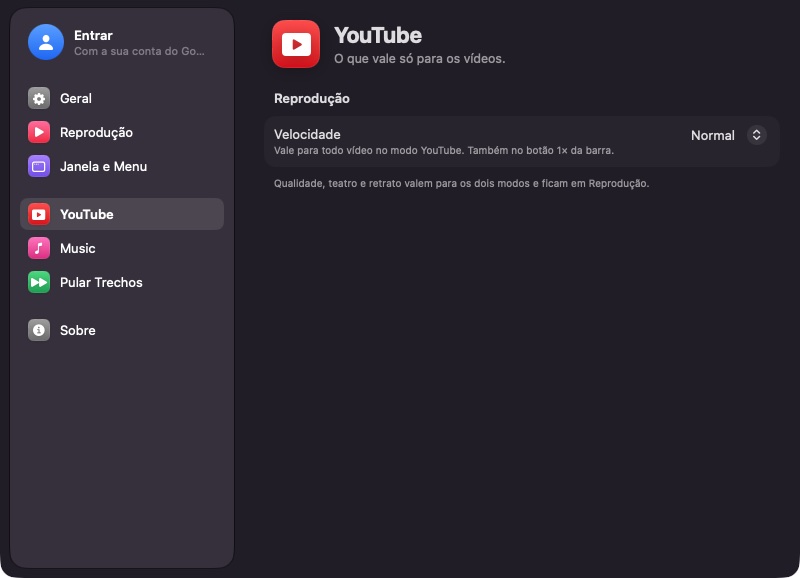 Entrar
Com a sua conta do Go...
Geral
Reprodução
Janela e Menu
YouTube
Music
Pular Trechos
Sobre
YouTube
O que vale só para os vídeos.
Reprodução
Velocidade
Normal
Vale para todo vídeo no modo YouTube. Também no botão 1× da barra.
Qualidade, teatro e retrato valem para os dois modos e ficam em Reprodução.